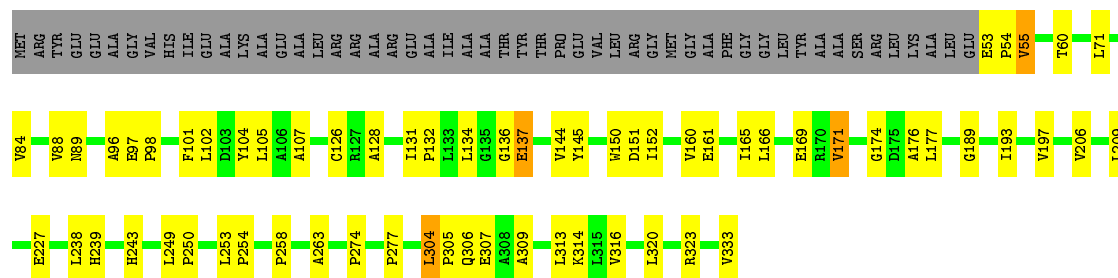 MET ARG TYR GLU GLU ALA GLY VAL HIS ILE GLU ALA LYS ALA GLU ALA LEU ARG ARG ALA ARG GLU ALA ILE ALA ALA THR TYR THR PRO GLU VAL LEU ARG GLY MET GLY ALA PHE GLY GLY LEU TYR ALA ALA SER ARG LEU LYS ALA LEU GLU E53 P54 V55 T60 L71
V84 V88 N89 A96 E97 P98 F101 L102 D103 Y104 L105 A106 A107 C126 R127 A128 I131 P132 L133 L134 G135 G136 E137 V144 Y145 W150 D151 I152 V160 E161 I165 L166 E169 R170 V171 G174 D175 A176 L177 G189 I193 V197 V206 L209
E227 L238 H239 H243 L249 P250 L253 P254 P258 A263 P274 P277 L304 P305 Q306 E307 A308 A309 L313 K314 L315 V316 L320 R323 V333